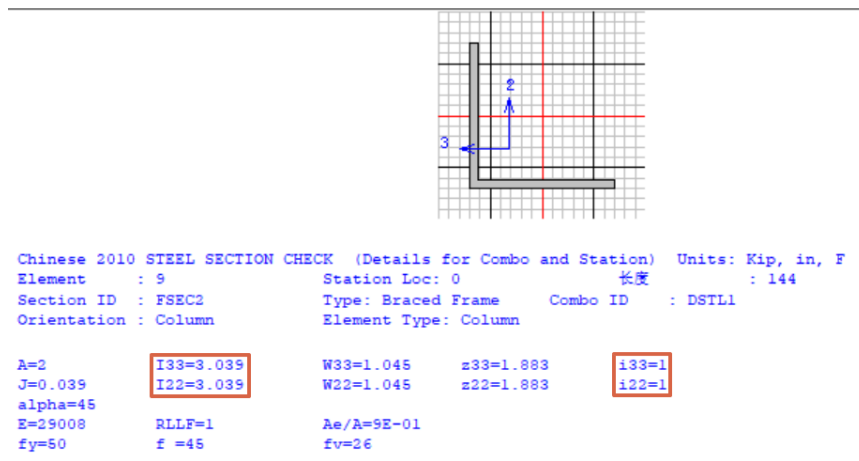 2
3
Chinese 2010 STEEL SECTION CHECK (Details for Combo and Station) Units: Kip, in, F
Element : 9 Station Loc: 0 长度 : 144
Section ID : FSEC2 Type: Braced Frame Combo ID : DSTL1
Orientation : Column Element Type: Column
A=2 I33=3.039 W33=1.045 z33=1.883 i33=1
J=0.039 I22=3.039 W22=1.045 z22=1.883 i22=1
alpha=45
E=29008 RLLF=1 Ae/A=9E-01
fy=50 f =45 fv=26